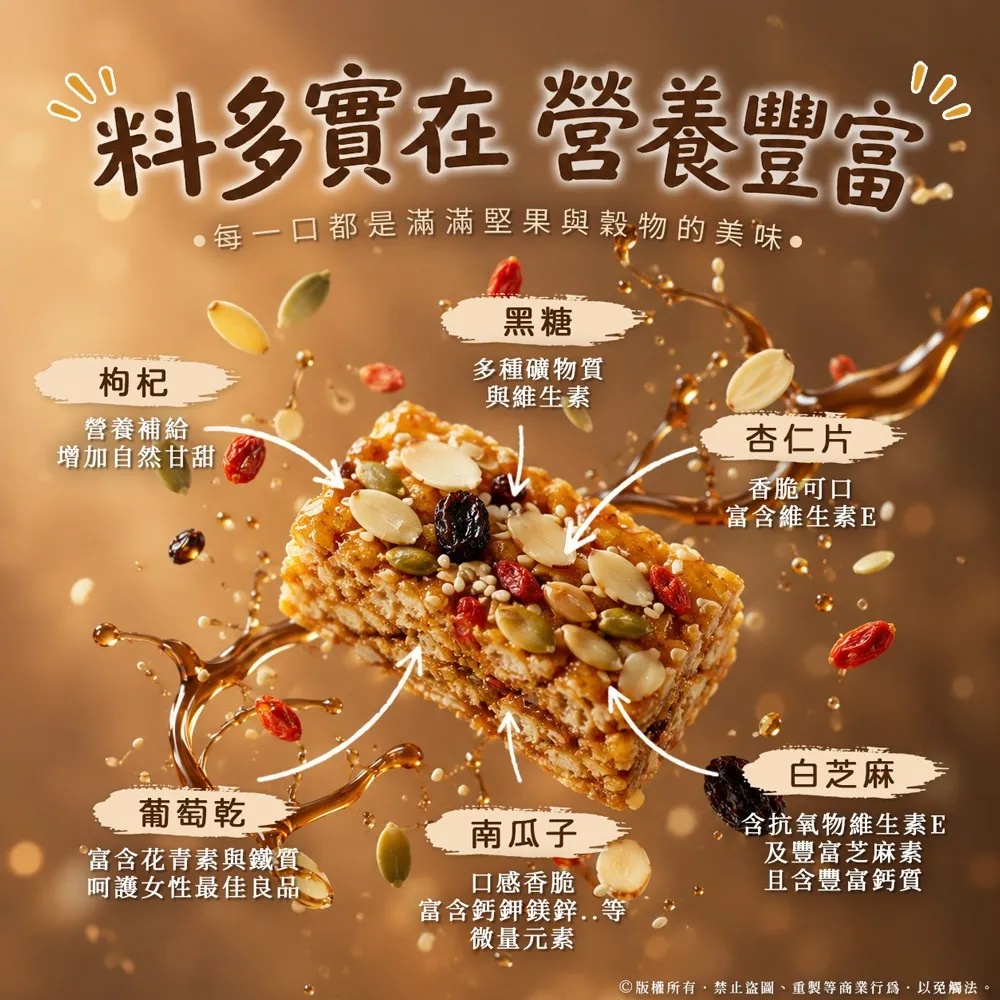 料多實在 營養豐富
每一口都是滿滿堅果與穀物的美味
黑糖
多種礦物質
與維生素
枸杞
營養補給
增加自然甘甜
杏仁片
香脆可口
富含維生素E
葡萄乾
富含花青素與鐵質
呵護女性最佳良品
南瓜子
口感香脆
富含鈣鉀鎂鋅..等
微量元素
白芝麻
含抗氧物維生素E
及豐富芝麻素
且含豐富鈣質
©版權所有‧禁止盜圖、重製等商業行為‧以免觸法。